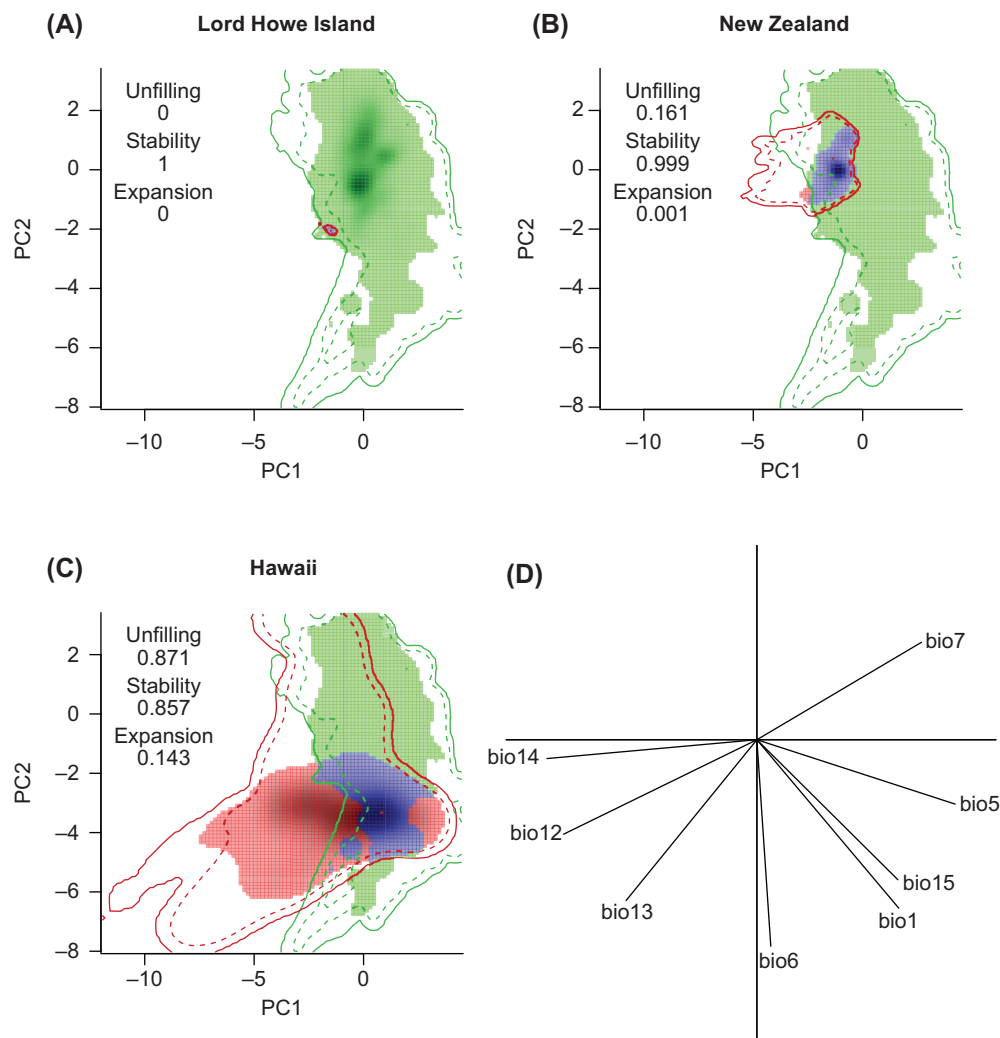 (A)
Lord Howe Island
Unfilling
0
Stability
1
Expansion
0
2
0
–2
–4
–6
–8
PC2
–10
–5
0
PC1
(B)
New Zealand
Unfilling
0.161
Stability
0.999
Expansion
0.001
2
0
–2
–4
–6
–8
PC2
–10
–5
0
PC1
(C)
Hawaii
Unfilling
0.871
Stability
0.857
Expansion
0.143
2
0
–2
–4
–6
–8
PC2
–10
–5
0
PC1
(D)
bio7
bio14
bio5
bio12
bio15
bio13
bio1
bio6